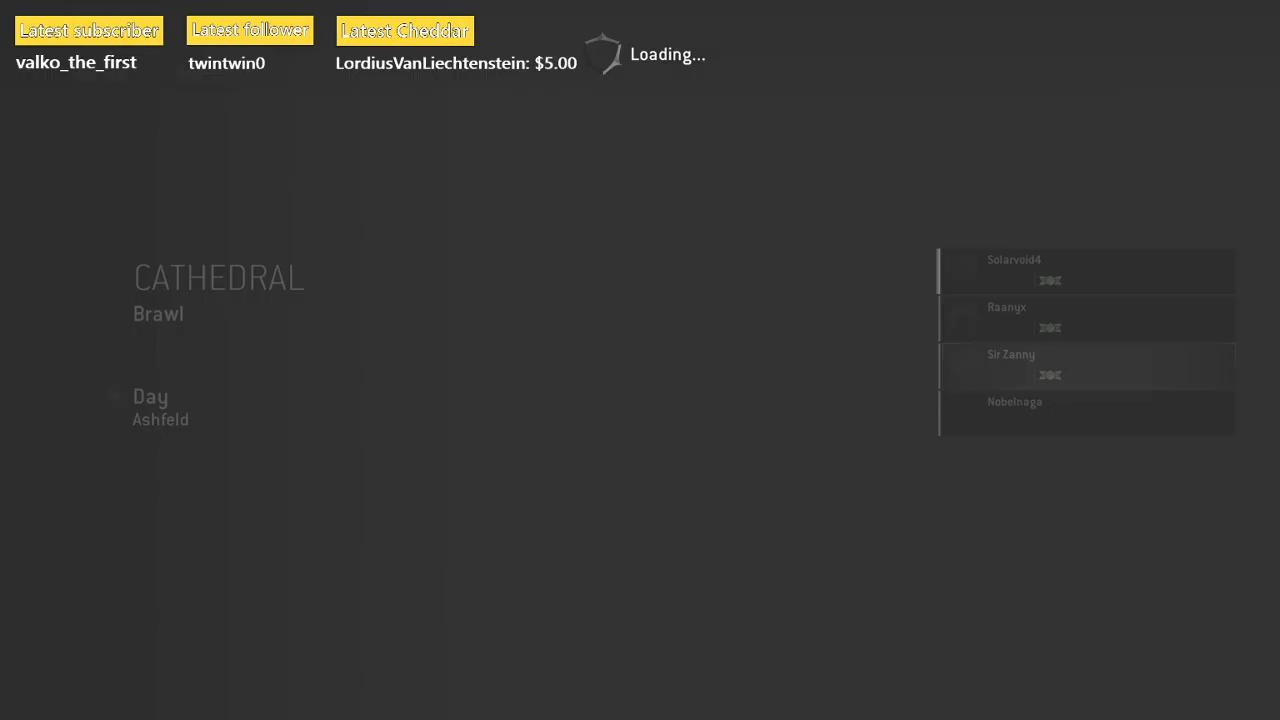 Latest subscriber
valko_the_first
Latest follower
twintwin0
Latest Cheddar
LordiusVanLiechtenstein: $5.00
Loading...
CATHEDRAL
Brawl
Day
Ashfeld
Solarvoid4
Raanyx
Sir Zanny
Nobelnaga